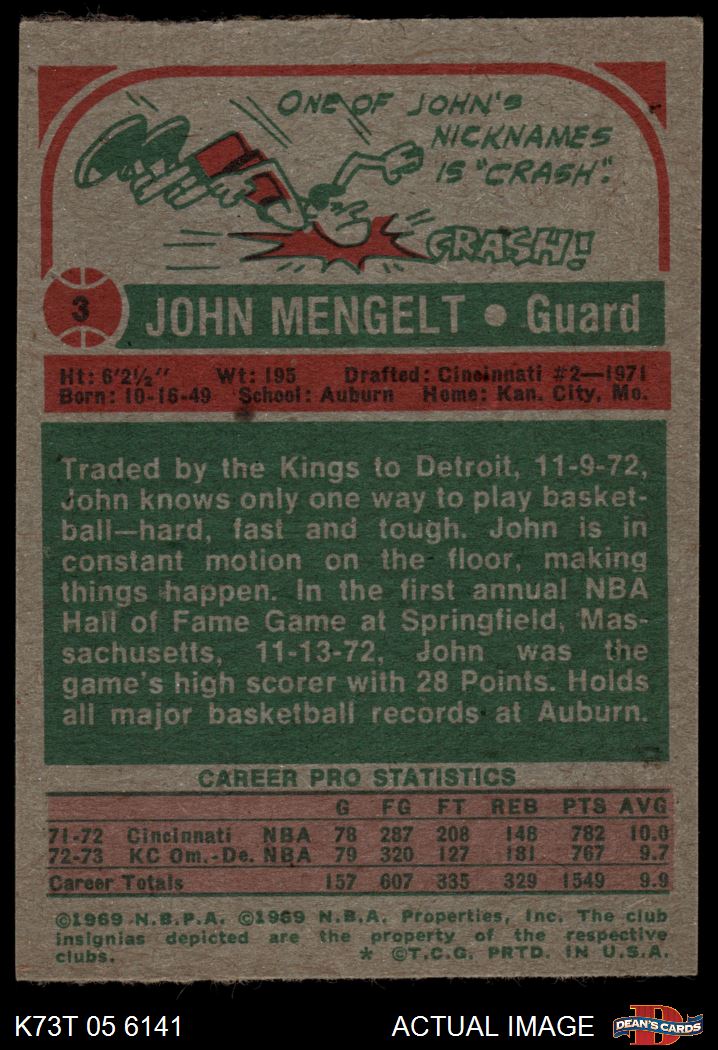 ONE OF JOHN'S
NICKNAMES
IS "CRASH".
CRASH!
3
JOHN MENGELT ● Guard
Ht: 6'2½" Wt: 195 Drafted: Cincinnati #2—1971
Born: 10-16-49 School: Auburn Home: Kan. City, Mo.
Traded by the Kings to Detroit, 11-9-72,
John knows only one way to play basket-
ball—hard, fast and tough. John is in
constant motion on the floor, making
things happen. In the first annual NBA
Hall of Fame Game at Springfield, Mas-
sachusetts, 11-13-72, John was the
game's high scorer with 28 Points. Holds
all major basketball records at Auburn.
CAREER PRO STATISTICS
G FG FT REB PTS AVG
71-72 Cincinnati NBA 78 287 208 148 782 10.0
72-73 KC Om.-De. NBA 79 320 127 181 767 9.7
Career Totals 157 607 335 329 1549 9.9
©1969 N.B.P.A. ©1969 N.B.A. Properties, Inc. The club
insignias depicted are the property of the respective
clubs. * ©T.C.G. PRTD. IN U.S.A.
K73T 05 6141 ACTUAL IMAGE D DEAN'S CARDS